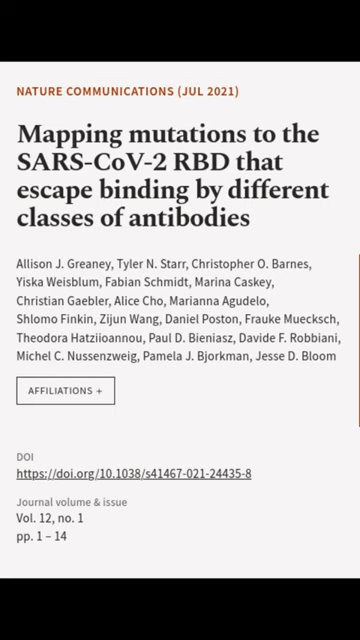 NATURE COMMUNICATIONS (JUL 2021)
Mapping mutations to the
SARS-CoV-2 RBD that
escape binding by different
classes of antibodies
Allison J. Greaney, Tyler N. Starr, Christopher O. Barnes,
Yiska Weisblum, Fabian Schmidt, Marina Caskey,
Christian Gaebler, Alice Cho, Marianna Agudelo,
Shlomo Finkin, Zijun Wang, Daniel Poston, Frauke Muecksch,
Theodora Hatziioannou, Paul D. Bieniasz, Davide F. Robbiani,
Michel C. Nussenzweig, Pamela J. Bjorkman, Jesse D. Bloom
AFFILIATIONS +
DOI
https://doi.org/10.1038/s41467-021-24435-8
Journal volume & issue
Vol. 12, no. 1
pp. 1 – 14